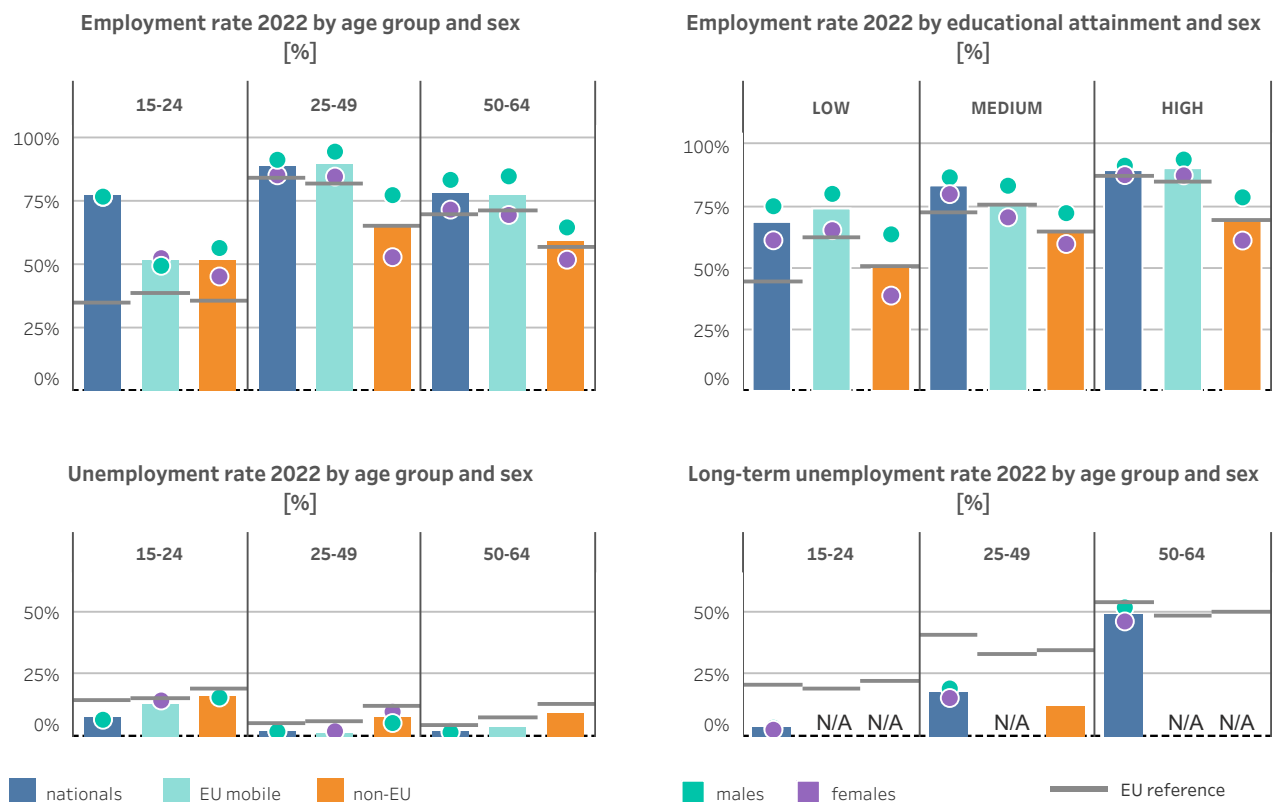 Employment rate 2022 by age group and sex
[%]
15-24 25-49 50-64
100%
75%
50%
25%
0%
Employment rate 2022 by educational attainment and sex
[%]
LOW MEDIUM HIGH
100%
75%
50%
25%
0%
Unemployment rate 2022 by age group and sex
[%]
15-24 25-49 50-64
50%
25%
0%
Long-term unemployment rate 2022 by age group and sex
[%]
15-24 25-49 50-64
50%
25%
0% N/A N/A N/A N/A N/A
nationals EU mobile non-EU males females EU reference